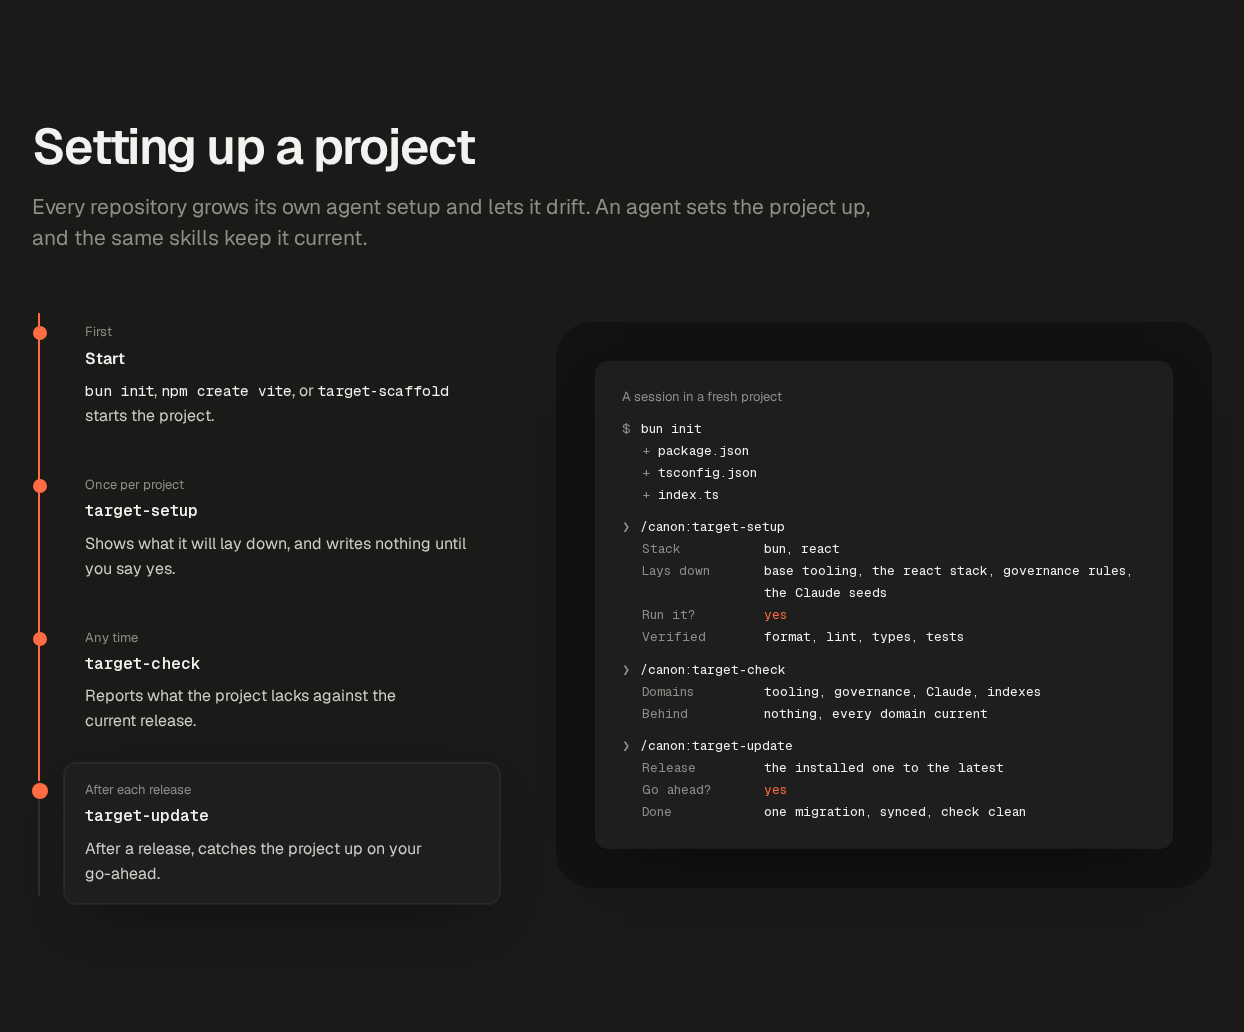 Setting up a project
Every repository grows its own agent setup and lets it drift. An agent sets the project up,
and the same skills keep it current.
First
Start
bun init, npm create vite, or target-scaffold
starts the project.
Once per project
target-setup
Shows what it will lay down, and writes nothing until
you say yes.
Any time
target-check
Reports what the project lacks against the
current release.
After each release
target-update
After a release, catches the project up on your
go-ahead.
A session in a fresh project
$ bun init
+ package.json
+ tsconfig.json
+ index.ts
❯ /canon:target-setup
Stack bun, react
Lays down base tooling, the react stack, governance rules,
the Claude seeds
Run it? yes
Verified format, lint, types, tests
❯ /canon:target-check
Domains tooling, governance, Claude, indexes
Behind nothing, every domain current
❯ /canon:target-update
Release the installed one to the latest
Go ahead? yes
Done one migration, synced, check clean